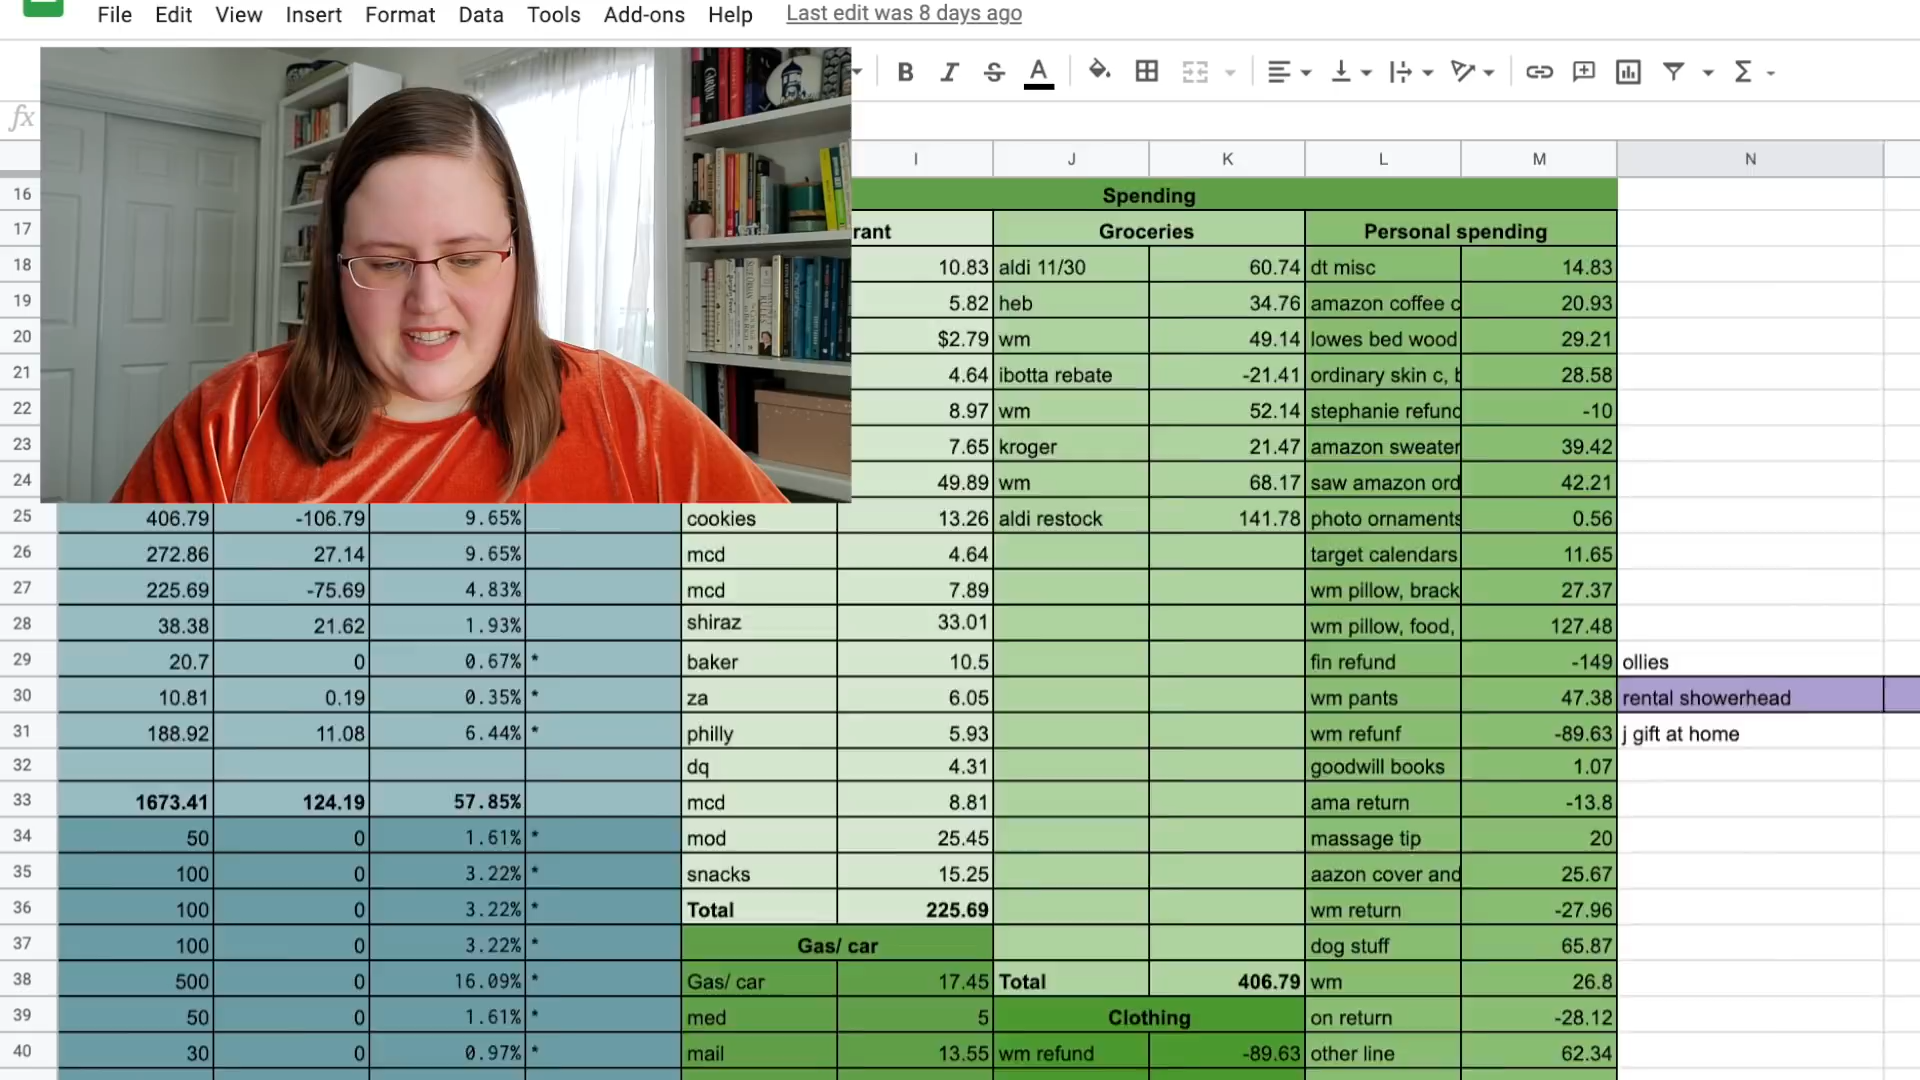 File Edit View Insert Format Data Tools Add-ons Help Last edit was 8 days ago
B I S A Σ
fx
I J K L M N
16 Spending
17 rant Groceries Personal spending
18 10.83 aldi 11/30 60.74 dt misc 14.83
19 5.82 heb 34.76 amazon coffee c 20.93
20 $2.79 wm 49.14 lowes bed wood 29.21
21 4.64 ibotta rebate -21.41 ordinary skin c, b 28.58
22 8.97 wm 52.14 stephanie refund -10
23 7.65 kroger 21.47 amazon sweater 39.42
24 49.89 wm 68.17 saw amazon ord 42.21
25 406.79 -106.79 9.65% cookies 13.26 aldi restock 141.78 photo ornaments 0.56
26 272.86 27.14 9.65% mcd 4.64 target calendars 11.65
27 225.69 -75.69 4.83% mcd 7.89 wm pillow, brack 27.37
28 38.38 21.62 1.93% shiraz 33.01 wm pillow, food, 127.48
29 20.7 0 0.67% * baker 10.5 fin refund -149 ollies
30 10.81 0.19 0.35% * za 6.05 wm pants 47.38 rental showerhead
31 188.92 11.08 6.44% * philly 5.93 wm refunf -89.63 j gift at home
32 dq 4.31 goodwill books 1.07
33 1673.41 124.19 57.85% mcd 8.81 ama return -13.8
34 50 0 1.61% * mod 25.45 massage tip 20
35 100 0 3.22% * snacks 15.25 aazon cover and 25.67
36 100 0 3.22% * Total 225.69 wm return -27.96
37 100 0 3.22% * Gas/ car dog stuff 65.87
38 500 0 16.09% * Gas/ car 17.45 Total 406.79 wm 26.8
39 50 0 1.61% * med 5 Clothing on return -28.12
40 30 0 0.97% * mail 13.55 wm refund -89.63 other line 62.34